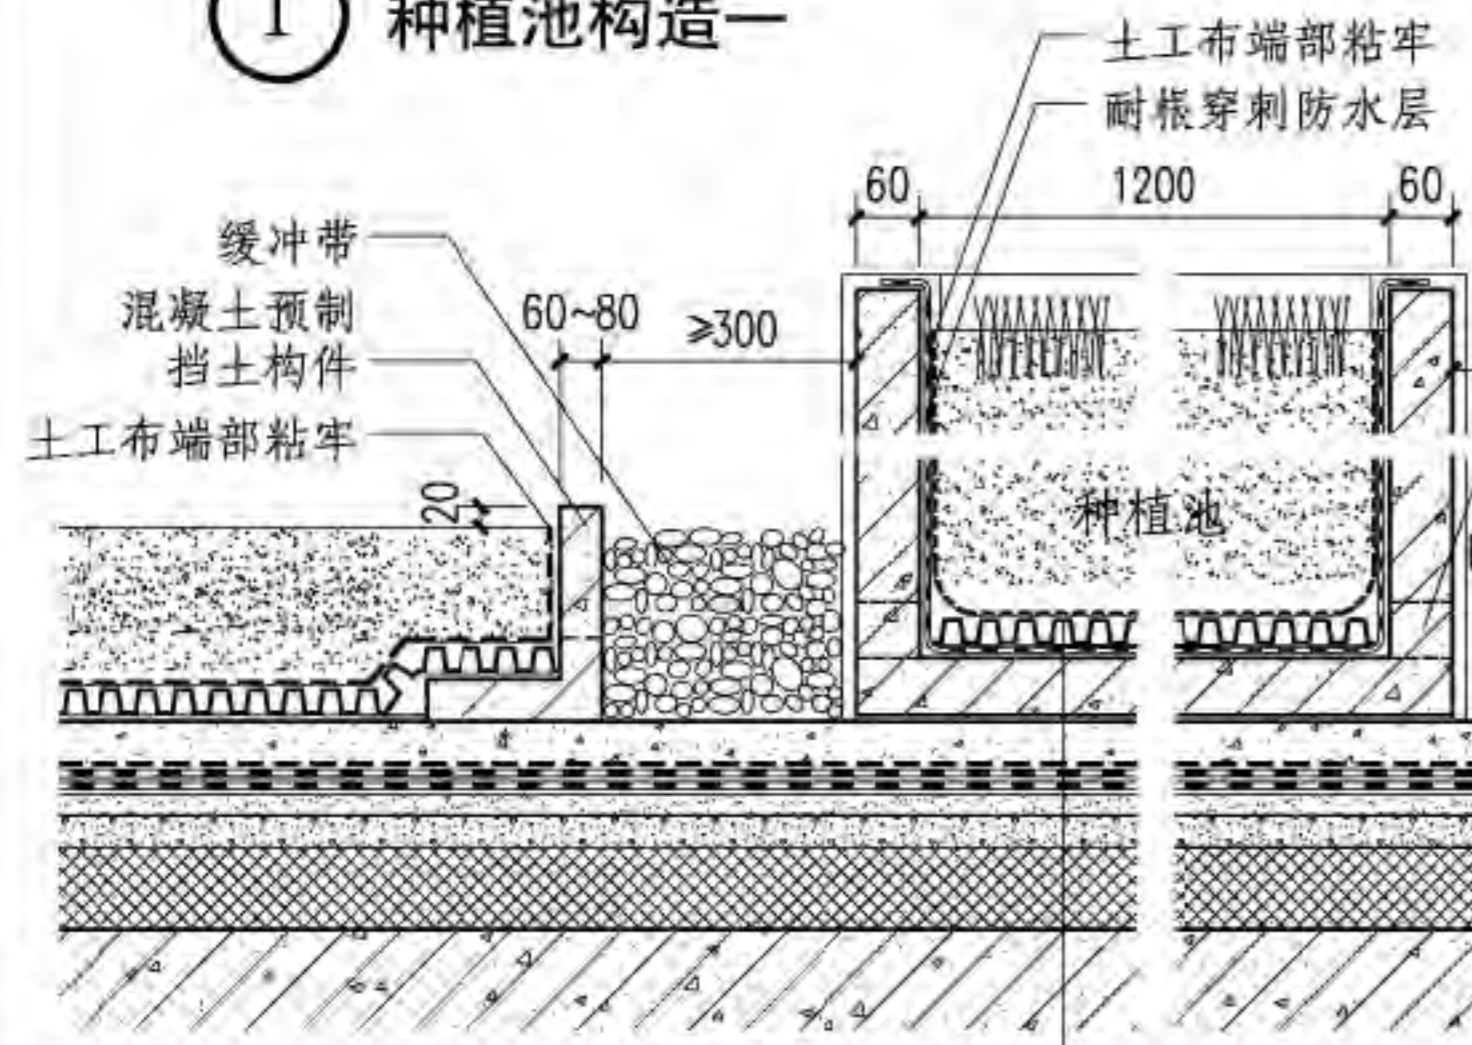 1 种植池构造一
土工布端部粘牢
耐根穿刺防水层
60 1200 60
缓冲带
混凝土预制
挡土构件
60~80 ≥300
土工布端部粘牢
20
种植池